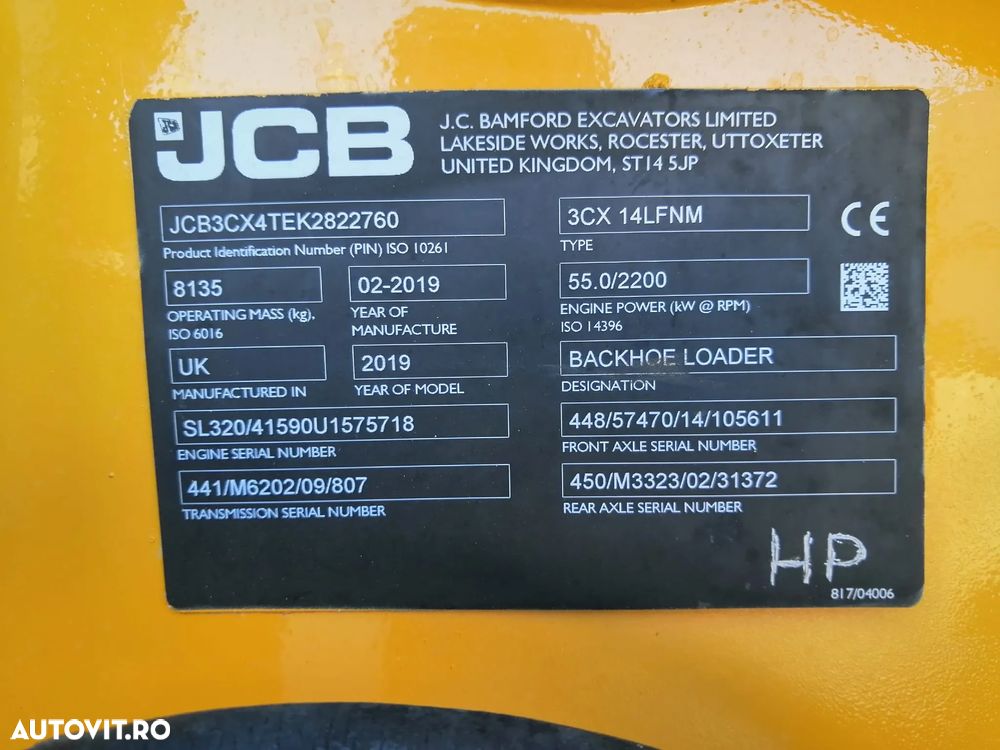 JCB
J.C. BAMFORD EXCAVATORS LIMITED
LAKESIDE WORKS, ROCESTER, UTTOXETER
UNITED KINGDOM, ST14 5JP
JCB3CX4TEK2822760
Product Identification Number (PIN) ISO 10261
3CX 14LFNM
TYPE
CE
8135
OPERATING MASS (kg),
ISO 6016
02-2019
YEAR OF
MANUFACTURE
55.0/2200
ENGINE POWER (kW @ RPM)
ISO 14396
UK
MANUFACTURED IN
2019
YEAR OF MODEL
BACKHOE LOADER
DESIGNATION
SL320/41590U1575718
ENGINE SERIAL NUMBER
448/57470/14/105611
FRONT AXLE SERIAL NUMBER
441/M6202/09/807
TRANSMISSION SERIAL NUMBER
450/M3323/02/31372
REAR AXLE SERIAL NUMBER
HP
817/04006
AUTOVIT.RO